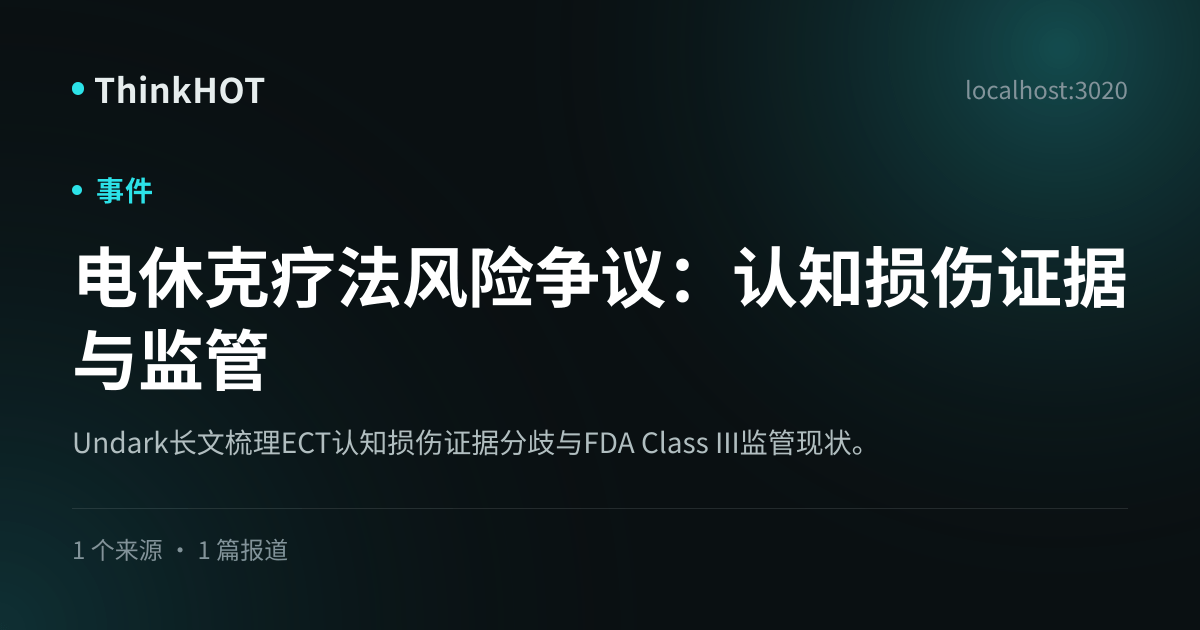 ThinkHOT
localhost:3020
事件
电休克疗法风险争议：认知损伤证据
与监管
Undark长文梳理ECT认知损伤证据分歧与FDA Class III监管现状。
1 个来源 · 1 篇报道